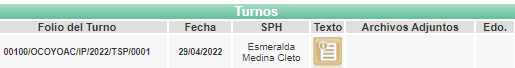 Turnos
Folio del Turno Fecha SPH Texto Archivos Adjuntos Edo.
00100/OCOYOAC/IP/2022/TSP/0001 29/04/2022 Esmeralda
Medina Cleto